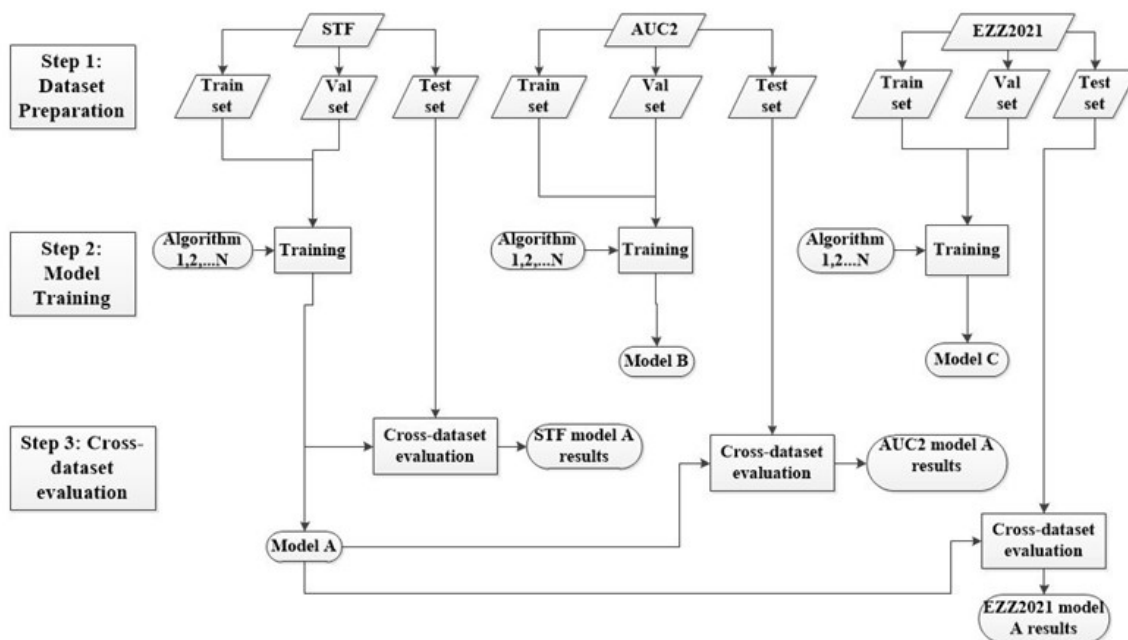 STF
AUC2
EZZ2021
Step 1:
Dataset
Preparation
Train
set
Val
set
Test
set
Train
set
Val
set
Test
set
Train
set
Val
set
Test
set
Step 2:
Model
Training
Algorithm
1,2,...N
Training
Algorithm
1,2,...N
Training
Algorithm
1,2...N
Training
Model B
Model C
Step 3: Cross-
dataset
evaluation
Cross-dataset
evaluation
STF model A
results
Cross-dataset
evaluation
AUC2 model A
results
Model A
Cross-dataset
evaluation
EZZ2021 model
A results